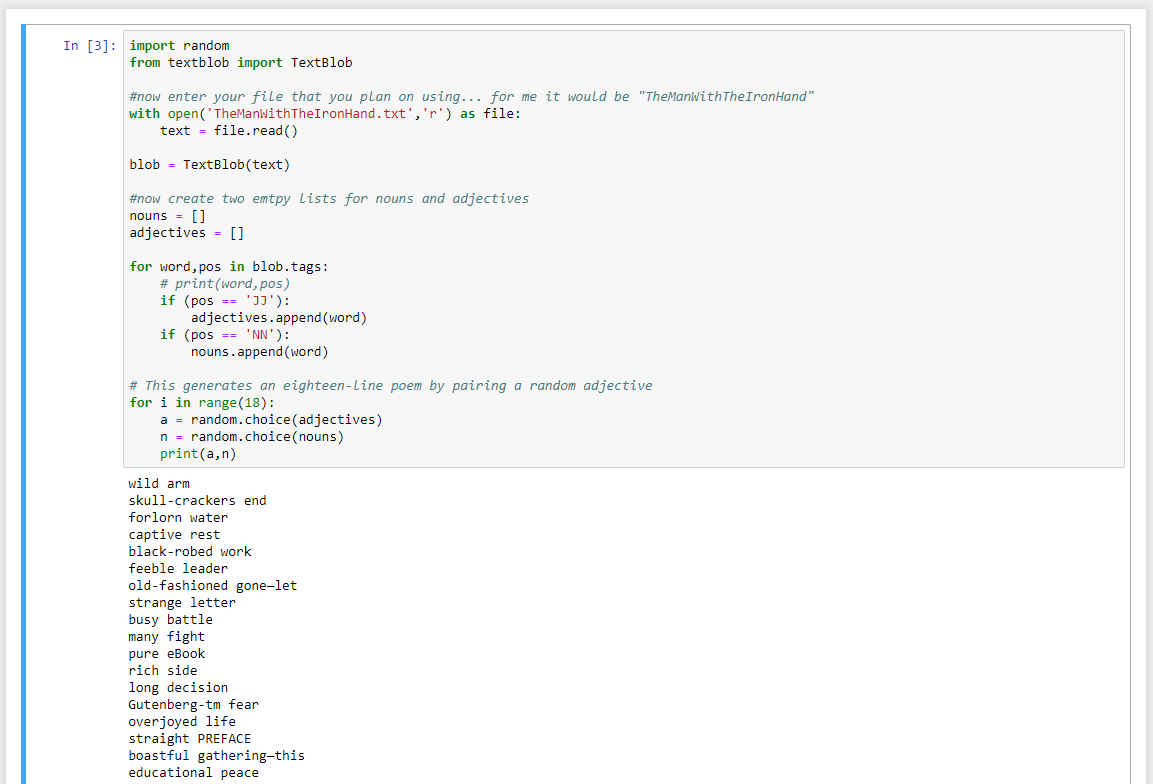 In [3]: import random
from textblob import TextBlob
#now enter your file that you plan on using... for me it would be "TheManWithTheIronHand"
with open('TheManWithTheIronHand.txt','r') as file:
    text = file.read()
blob = TextBlob(text)
#now create two emtpy lists for nouns and adjectives
nouns = []
adjectives = []
for word,pos in blob.tags:
    # print(word,pos)
    if (pos == 'JJ'):
        adjectives.append(word)
    if (pos == 'NN'):
        nouns.append(word)
# This generates an eighteen-line poem by pairing a random adjective
for i in range(18):
    a = random.choice(adjectives)
    n = random.choice(nouns)
    print(a,n)
wild arm
skull-crackers end
forlorn water
captive rest
black-robed work
feeble leader
old-fashioned gone—let
strange letter
busy battle
many fight
pure eBook
rich side
long decision
Gutenberg-tm fear
overjoyed life
straight PREFACE
boastful gathering—this
educational peace